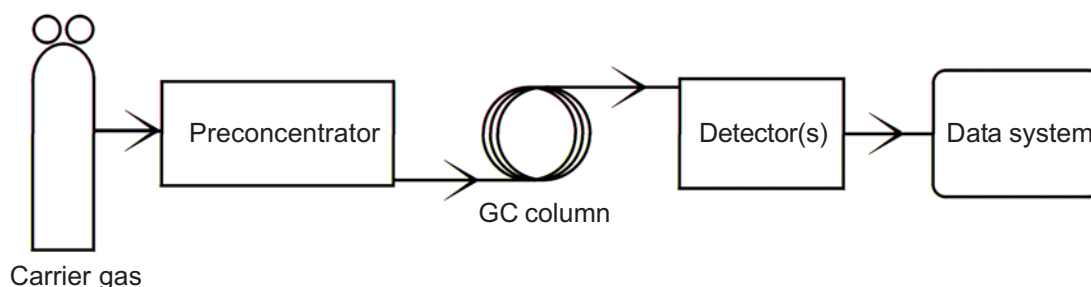 Preconcentrator
Detector(s)
Data system
GC column
Carrier gas